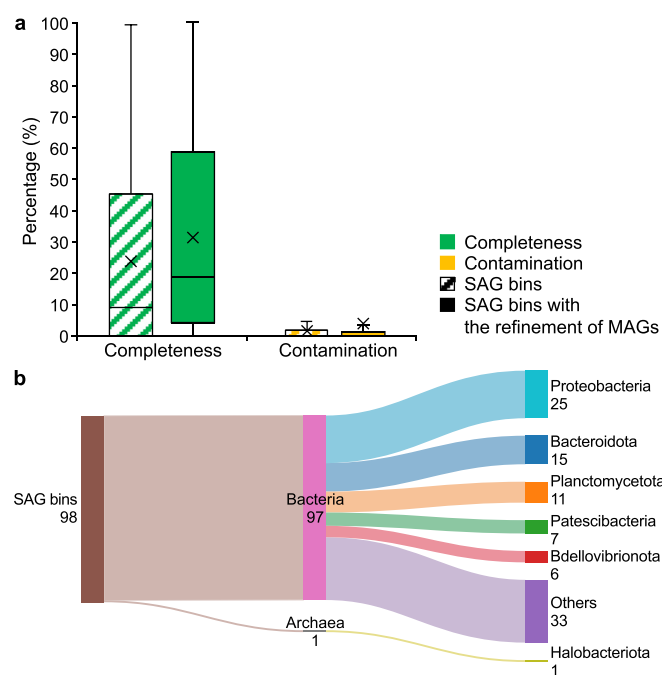 a
100
90
80
70
60
50
40
30
20
10
0
Percentage (%)
Completeness
Contamination
Completeness
Contamination
SAG bins
SAG bins with
the refinement of MAGs
b
SAG bins
98
Bacteria
97
Archaea
1
Proteobacteria
25
Bacteroidota
15
Planctomycetota
11
Patescibacteria
7
Bdellovibrionota
6
Others
33
Halobacteriota
1